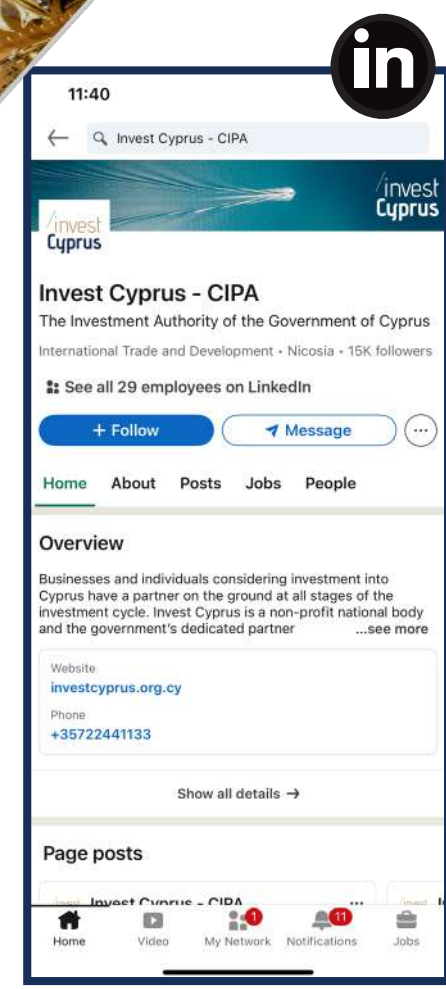 in
11:40
Invest Cyprus - CIPA
invest
Cyprus
invest
Cyprus
Invest Cyprus - CIPA
The Investment Authority of the Government of Cyprus
International Trade and Development • Nicosia • 15K followers
See all 29 employees on LinkedIn
+ Follow
Message
Home About Posts Jobs People
Overview
Businesses and individuals considering investment into
Cyprus have a partner on the ground at all stages of the
investment cycle. Invest Cyprus is a non-profit national body
and the government's dedicated partner ...see more
Website
investcyprus.org.cy
Phone
+35722441133
Show all details →
Page posts
Invest Cyprus - CIPA
1
11
Home Video My Network Notifications Jobs